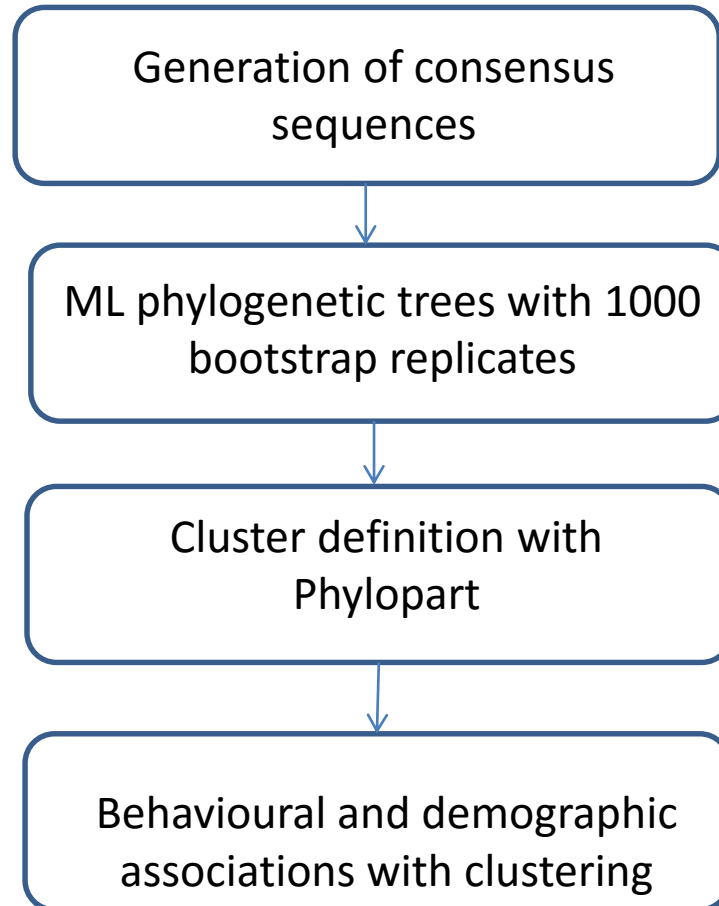 Generation of consensus
sequences
ML phylogenetic trees with 1000
bootstrap replicates
Cluster definition with
Phylopart
Behavioural and demographic
associations with clustering